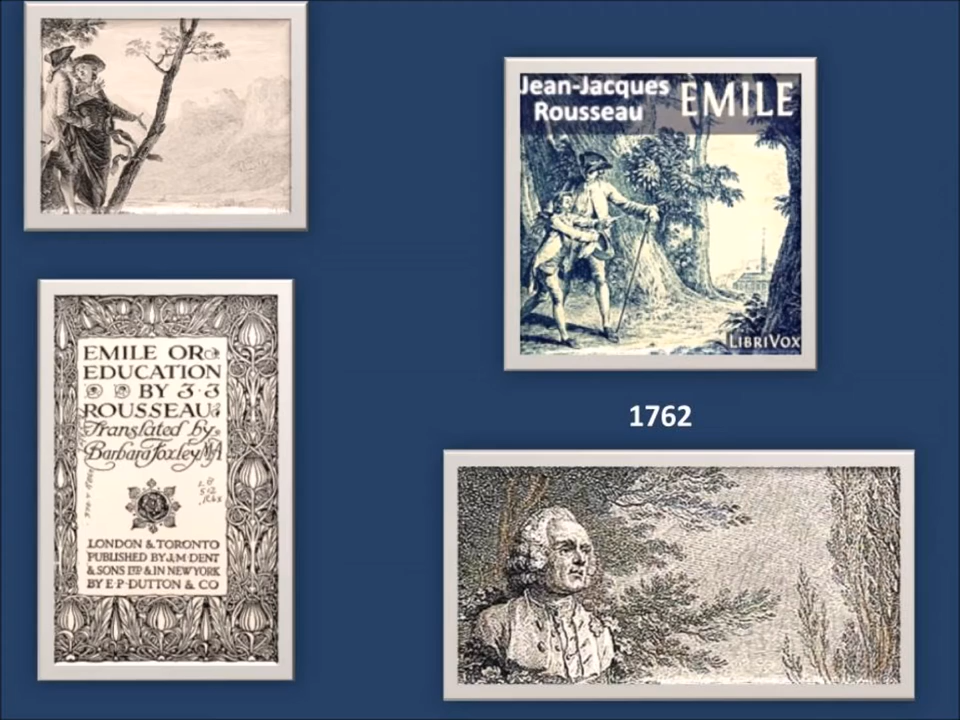 Jean-Jacques
Rousseau
EMILE
LIBRIVOX
EMILE OR
EDUCATION
BY J·J
ROUSSEAU
Translated by
Barbara Foxley MA
LONDON & TORONTO
PUBLISHED BY J.M DENT
& SONS LTD & IN NEW YORK
BY E·P·DUTTON & CO
1762